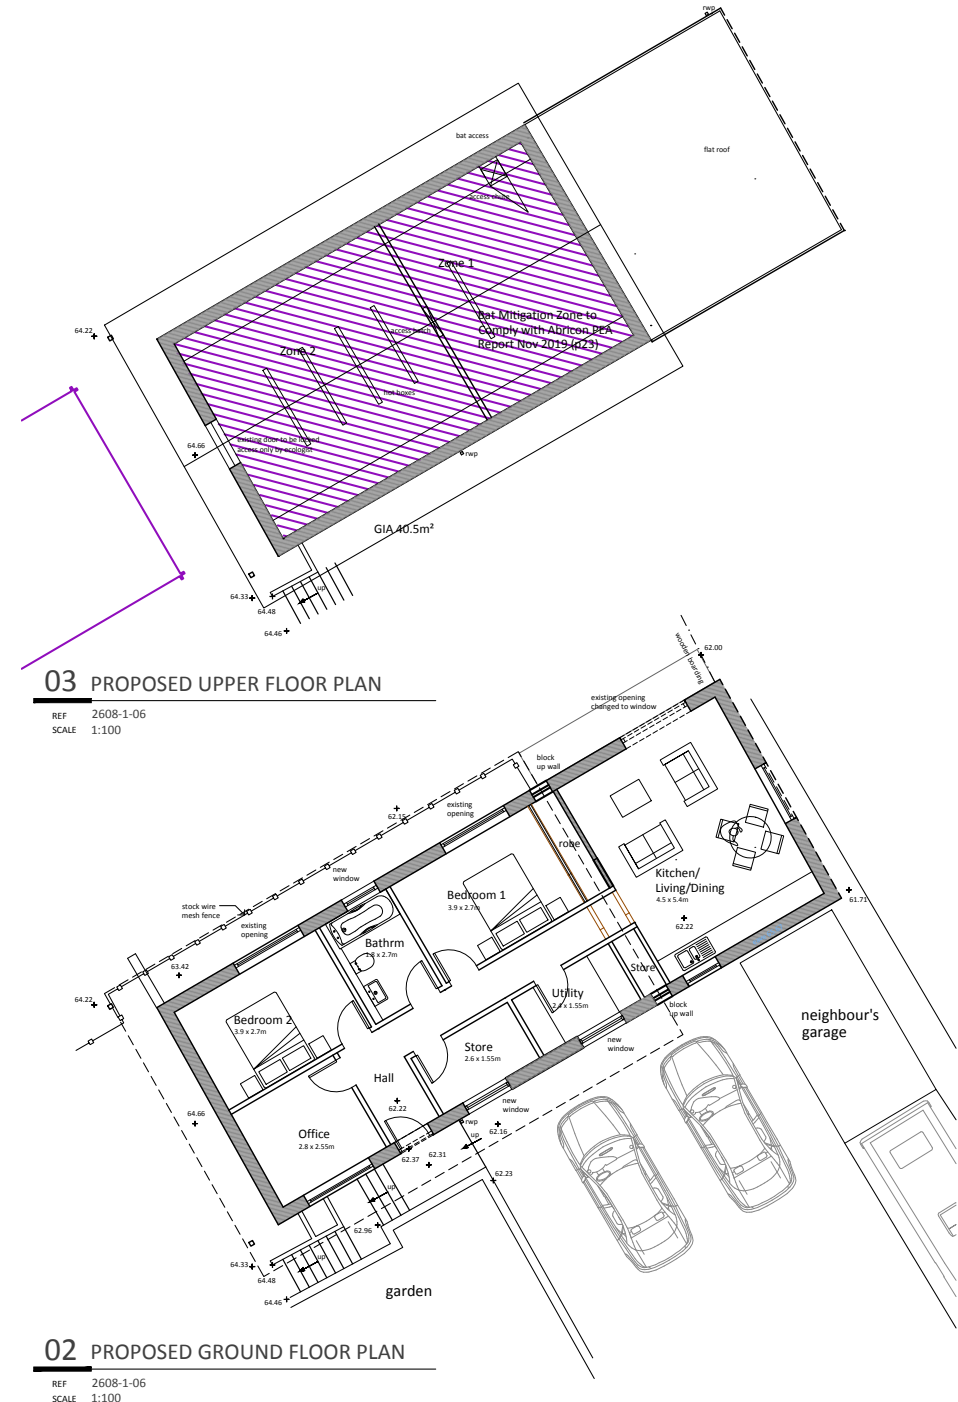 rwp
flat roof
bat access
access chute
Zone 1
Bat Mitigation Zone to
Comply with Abricon PEA
Report Nov 2019 (p23)
64.22
access hatch
Zone 2
hot boxes
existing door to be locked
access only by ecologist
64.66
rwp
GIA 40.5m²
up
64.33
64.48
64.46
03 PROPOSED UPPER FLOOR PLAN
REF 2608-1-06
SCALE 1:100
wooden boarding
62.00
existing opening
changed to window
block
up wall
existing
opening
62.15
new
window
robe
Kitchen/
Living/Dining
4.5 x 5.4m
62.22
61.71
Bedroom 1
3.9 x 2.7m
stock wire
mesh fence
existing
opening
Bathrm
1.8 x 2.7m
63.42
64.22
Store
Utility
2.4 x 1.55m
block
up wall
neighbour's
garage
Bedroom 2
3.9 x 2.7m
Store
2.6 x 1.55m
new
window
Hall
62.22
new
window
64.66
Office
2.8 x 2.55m
rwp
62.16
up
62.37
62.31
62.23
up
62.96
up
64.33
64.48
64.46
garden
02 PROPOSED GROUND FLOOR PLAN
REF 2608-1-06
SCALE 1:100